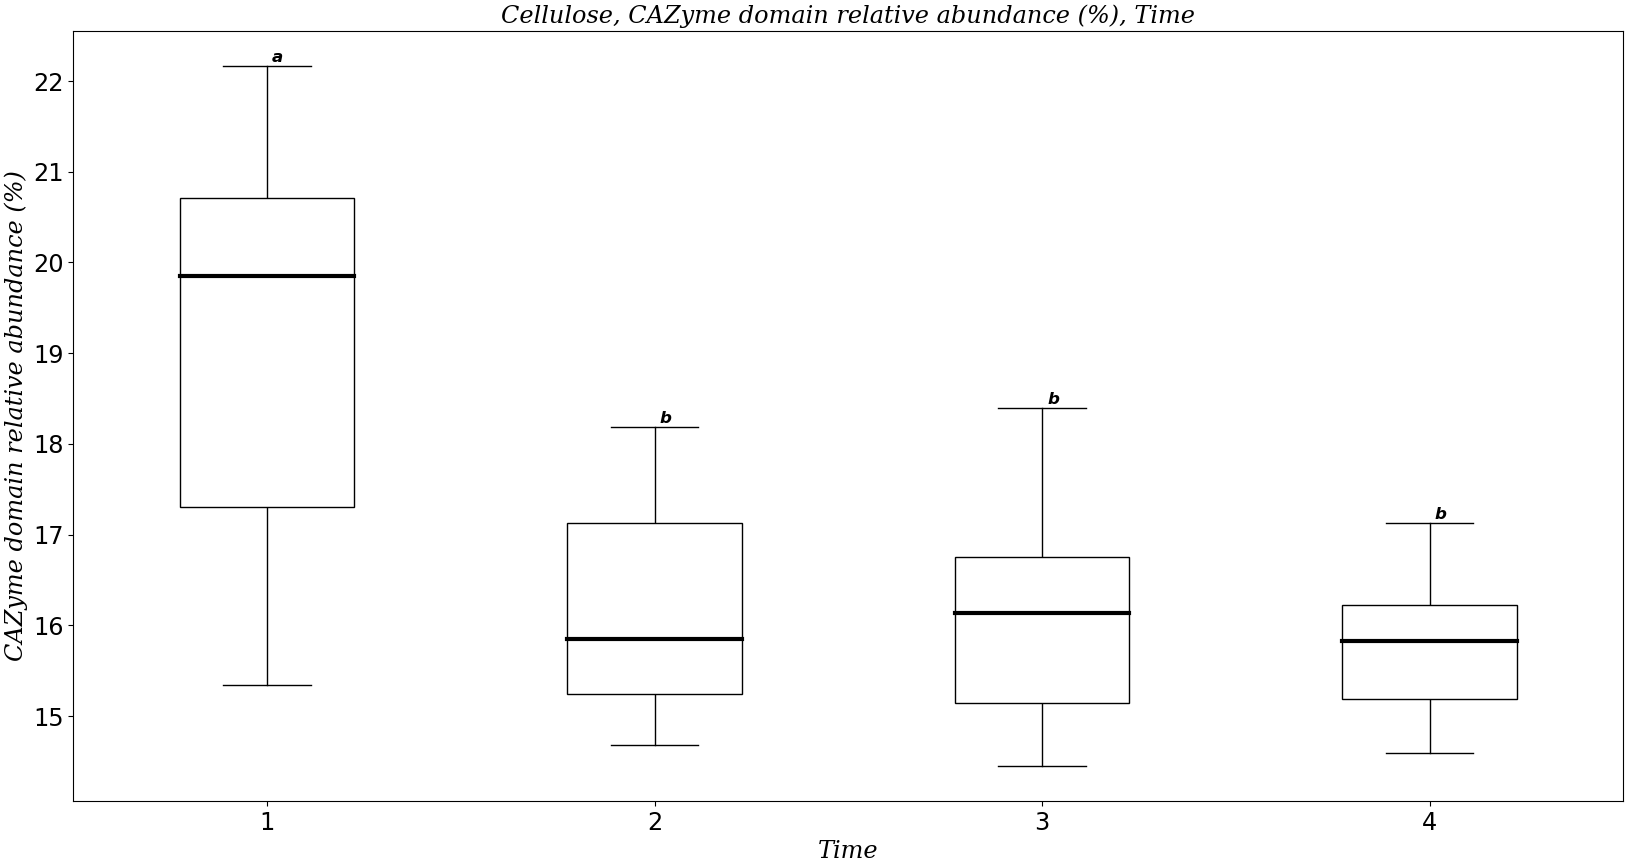 Cellulose, CAZyme domain relative abundance (%), Time
CAZyme domain relative abundance (%)
22
21
20
19
18
17
16
15
a
b
b
b
1 2 3 4
Time